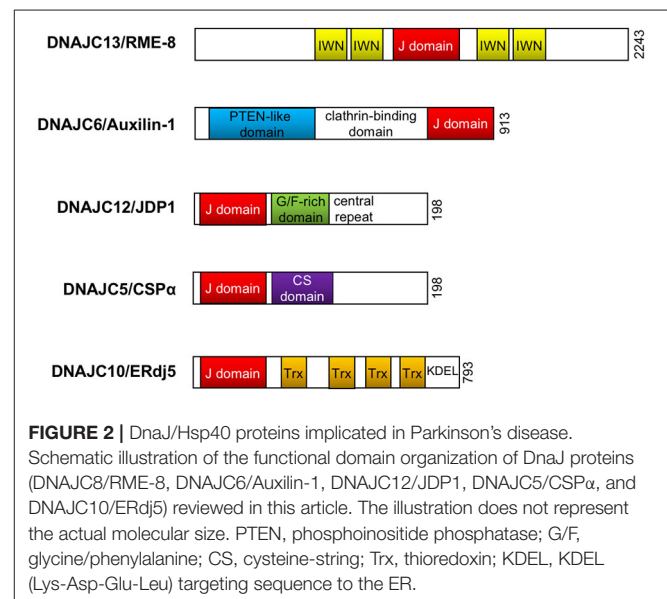 DNAJC13/RME-8
IWN IWN J domain IWN IWN
2243
DNAJC6/Auxilin-1
PTEN-like domain
clathrin-binding domain
J domain
913
DNAJC12/JDP1
J domain
G/F-rich domain
central repeat
198
DNAJC5/CSPα
J domain
CS domain
198
DNAJC10/ERdj5
J domain Trx Trx Trx Trx KDEL
793
FIGURE 2 | DnaJ/Hsp40 proteins implicated in Parkinson's disease.
Schematic illustration of the functional domain organization of DnaJ proteins
(DNAJC8/RME-8, DNAJC6/Auxilin-1, DNAJC12/JDP1, DNAJC5/CSPα, and
DNAJC10/ERdj5) reviewed in this article. The illustration does not represent
the actual molecular size. PTEN, phosphoinositide phosphatase; G/F,
glycine/phenylalanine; CS, cysteine-string; Trx, thioredoxin; KDEL, KDEL
(Lys-Asp-Glu-Leu) targeting sequence to the ER.